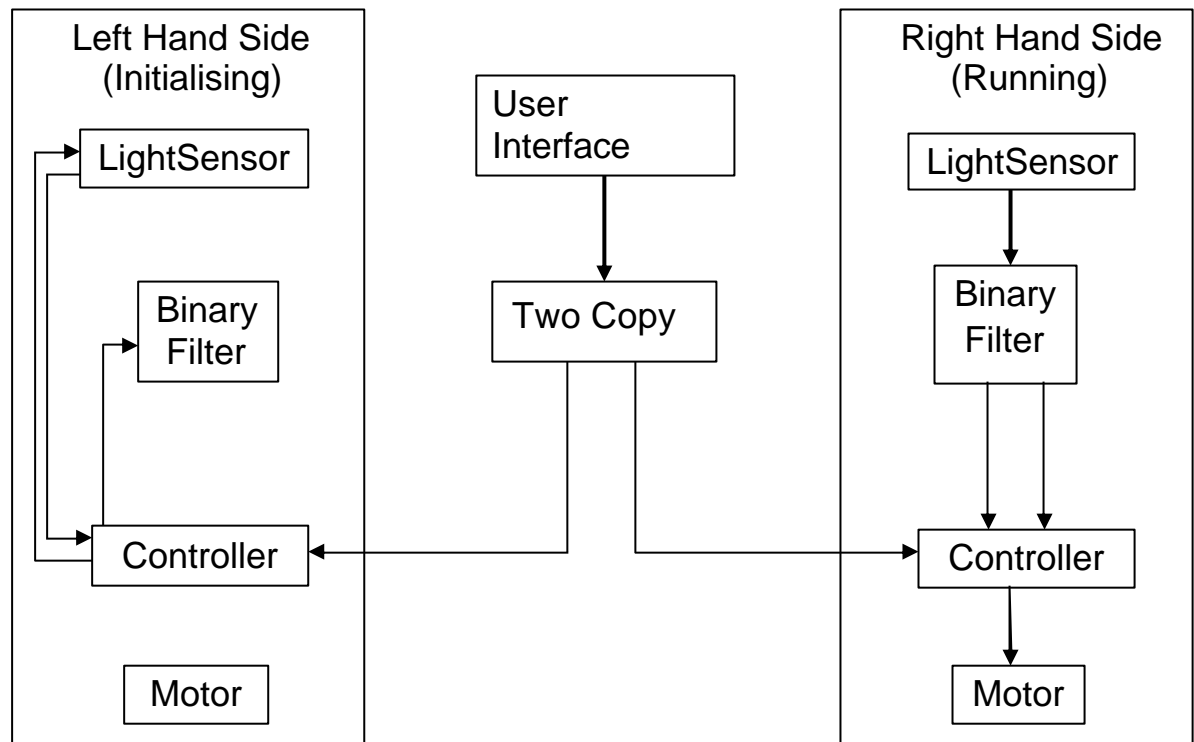 Left Hand Side
(Initialising)
LightSensor
Binary
Filter
Controller
Motor
User
Interface
Two Copy
Right Hand Side
(Running)
LightSensor
Binary
Filter
Controller
Motor